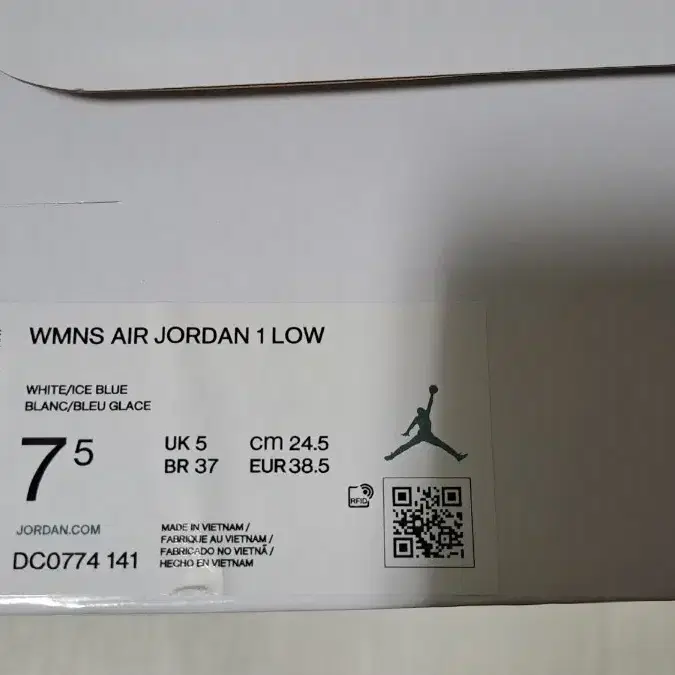 WMNS AIR JORDAN 1 LOW
WHITE/ICE BLUE
BLANC/BLEU GLACE
7 5
UK 5 cm 24.5
BR 37 EUR 38.5
RFID
JORDAN.COM
DC0774 141
MADE IN VIETNAM /
FABRIQUE AU VIETNAM /
FABRICADO NO VIETNÃ /
HECHO EN VIETNAM